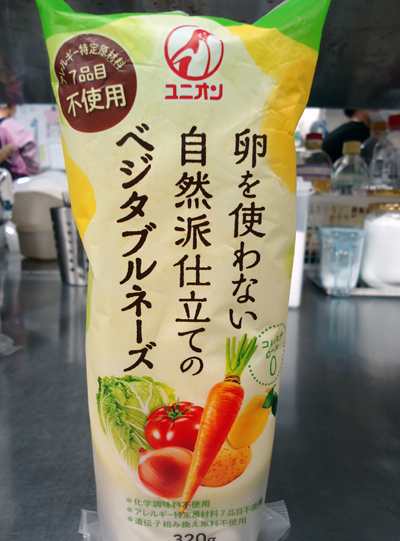 ユニオン
アレルギー特定原材料
7品目
不使用
卵を使わない
自然派仕立ての
ベジタブルネーズ
コレステロール
0
※化学調味料不使用
※アレルギー特定原材料7品目不使用
※遺伝子組み換え原料不使用
320g